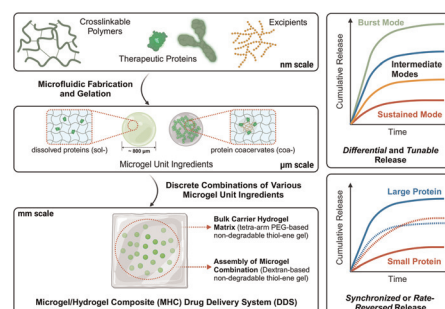 Crosslinkable
Polymers
Excipients
Therapeutic Proteins
nm scale
Microfluidic Fabrication
and Gelation
dissolved proteins (sol-)
~ 800 μm
protein coacervates (coa-)
Microgel Unit Ingredients
μm scale
Discrete Combinations of Various
Microgel Unit Ingredients
mm scale
Bulk Carrier Hydrogel
Matrix (tetra-arm PEG-based
non-degradable thiol-ene gel)
Assembly of Microgel
Combination (Dextran-based
non-degradable thiol-ene gel)
Microgel/Hydrogel Composite (MHC) Drug Delivery System (DDS)
Cumulative Release
Burst Mode
Intermediate
Modes
Sustained Mode
Time
Differential and Tunable
Release
Cumulative Release
Large Protein
Small Protein
Time
Synchronized or Rate-
Reversed Release